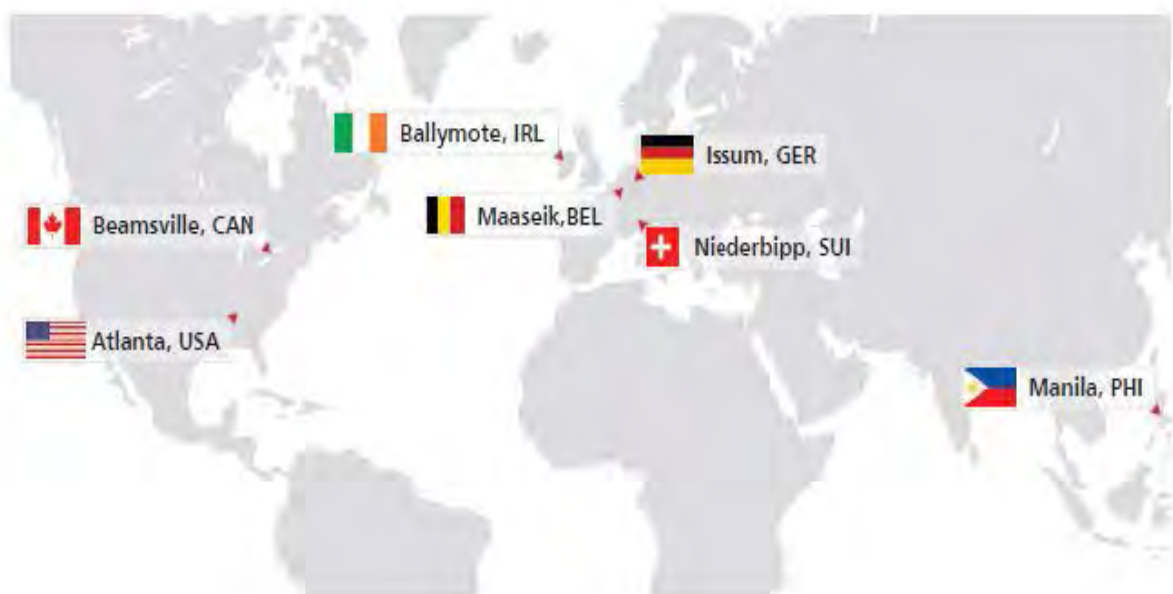 Ballymote, IRL
Issum, GER
Maaseik,BEL
Beamsville, CAN
Niederbipp, SUI
Atlanta, USA
Manila, PHI